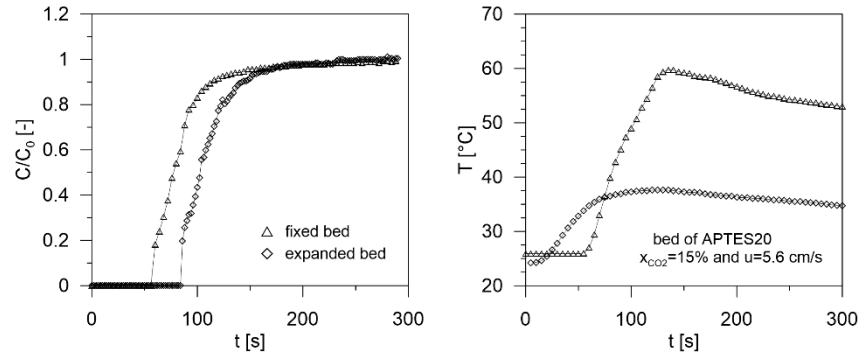 1.2
1
0.8
0.6
0.4
0.2
0
C/C₀ [-]
0 100 200 300
t [s]
fixed bed
expanded bed
70
60
50
40
30
20
T [°C]
0 100 200 300
t [s]
bed of APTES20
x_CO2=15% and u=5.6 cm/s